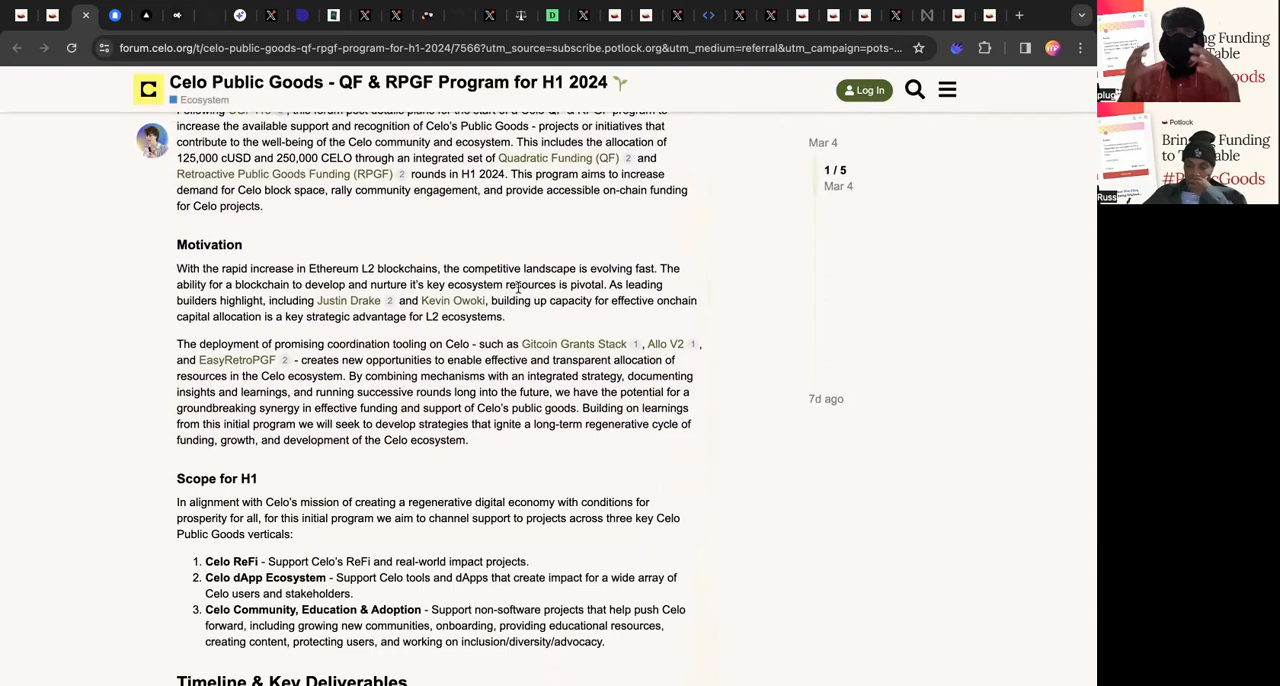 forum.celo.org/t/celo-public-goods-qf-rpgf-program-for-h1-2024/7566?utm_source=subscribe.potlock.org&utm_medium=referral&utm_campaign=pots-...
Celo Public Goods - QF & RPGF Program for H1 2024
Ecosystem
Log In
increase the available support and recognition of Celo's Public Goods - projects or initiatives that
contribute to the well-being of the Celo community and ecosystem. This includes the allocation of
125,000 cUSD and 250,000 CELO through an integrated set of Quadratic Funding (QF) 2 and
Retroactive Public Goods Funding (RPGF) 2 rounds in H1 2024. This program aims to increase
demand for Celo block space, rally community engagement, and provide accessible on-chain funding
for Celo projects.
Motivation
With the rapid increase in Ethereum L2 blockchains, the competitive landscape is evolving fast. The
ability for a blockchain to develop and nurture it's key ecosystem resources is pivotal. As leading
builders highlight, including Justin Drake 2 and Kevin Owoki, building up capacity for effective onchain
capital allocation is a key strategic advantage for L2 ecosystems.
The deployment of promising coordination tooling on Celo - such as Gitcoin Grants Stack 1 , Allo V2 1 ,
and EasyRetroPGF 2 - creates new opportunities to enable effective and transparent allocation of
resources in the Celo ecosystem. By combining mechanisms with an integrated strategy, documenting
insights and learnings, and running successive rounds long into the future, we have the potential for a
groundbreaking synergy in effective funding and support of Celo's public goods. Building on learnings
from this initial program we will seek to develop strategies that ignite a long-term regenerative cycle of
funding, growth, and development of the Celo ecosystem.
Scope for H1
In alignment with Celo's mission of creating a regenerative digital economy with conditions for
prosperity for all, for this initial program we aim to channel support to projects across three key Celo
Public Goods verticals:
1. Celo ReFi - Support Celo's ReFi and real-world impact projects.
2. Celo dApp Ecosystem - Support Celo tools and dApps that create impact for a wide array of
Celo users and stakeholders.
3. Celo Community, Education & Adoption - Support non-software projects that help push Celo
forward, including growing new communities, onboarding, providing educational resources,
creating content, protecting users, and working on inclusion/diversity/advocacy.
Timeline & Key Deliverables
Mar 4
1 / 5
Mar 4
7d ago
Funding
plug
Potlock
Funding
Russ